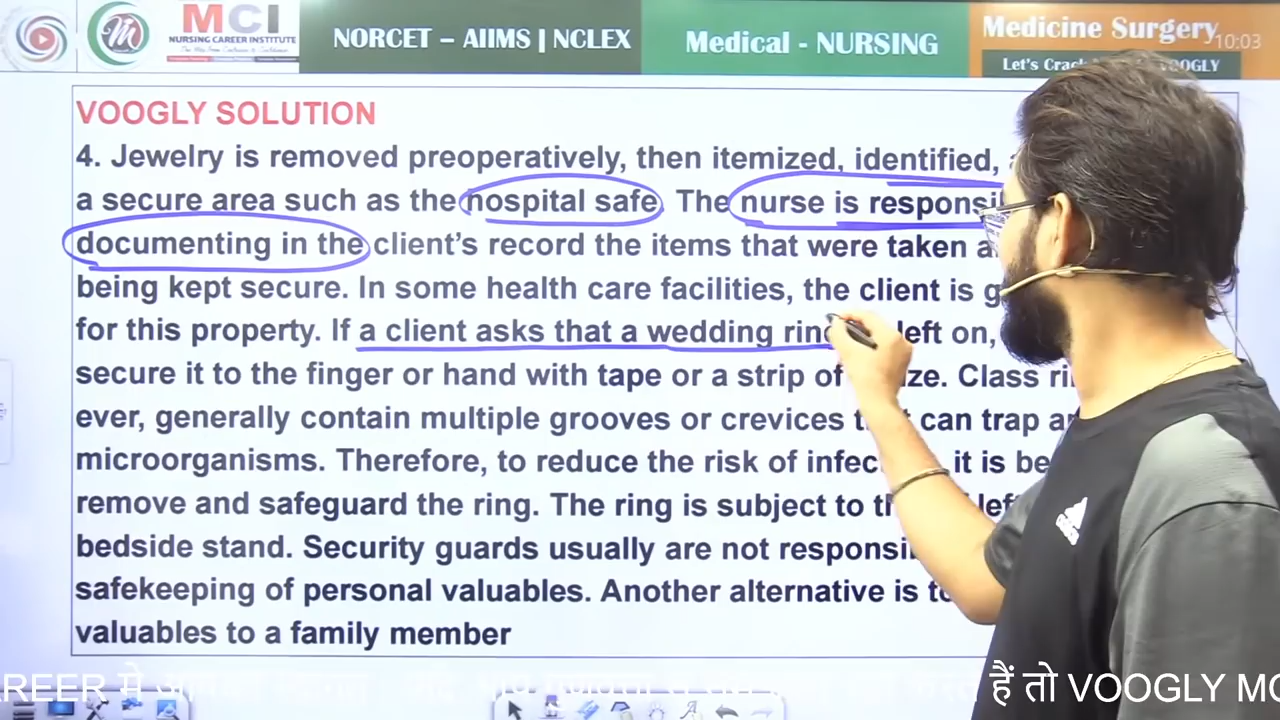 MCI
NURSING CAREER INSTITUTE
NORCET – AIIMS | NCLEX
Medical - NURSING
Medicine Surgery
10:03
Let's Crack VOOGLY
VOOGLY SOLUTION
4. Jewelry is removed preoperatively, then itemized, identified,
a secure area such as the hospital safe. The nurse is responsi
documenting in the client's record the items that were taken a
being kept secure. In some health care facilities, the client is g
for this property. If a client asks that a wedding ring left on,
secure it to the finger or hand with tape or a strip of ze. Class ri
ever, generally contain multiple grooves or crevices that can trap a
microorganisms. Therefore, to reduce the risk of infec it is be
remove and safeguard the ring. The ring is subject to th lef
bedside stand. Security guards usually are not responsi
safekeeping of personal valuables. Another alternative is to
valuables to a family member
AREER में हैं तो VOOGLY MC